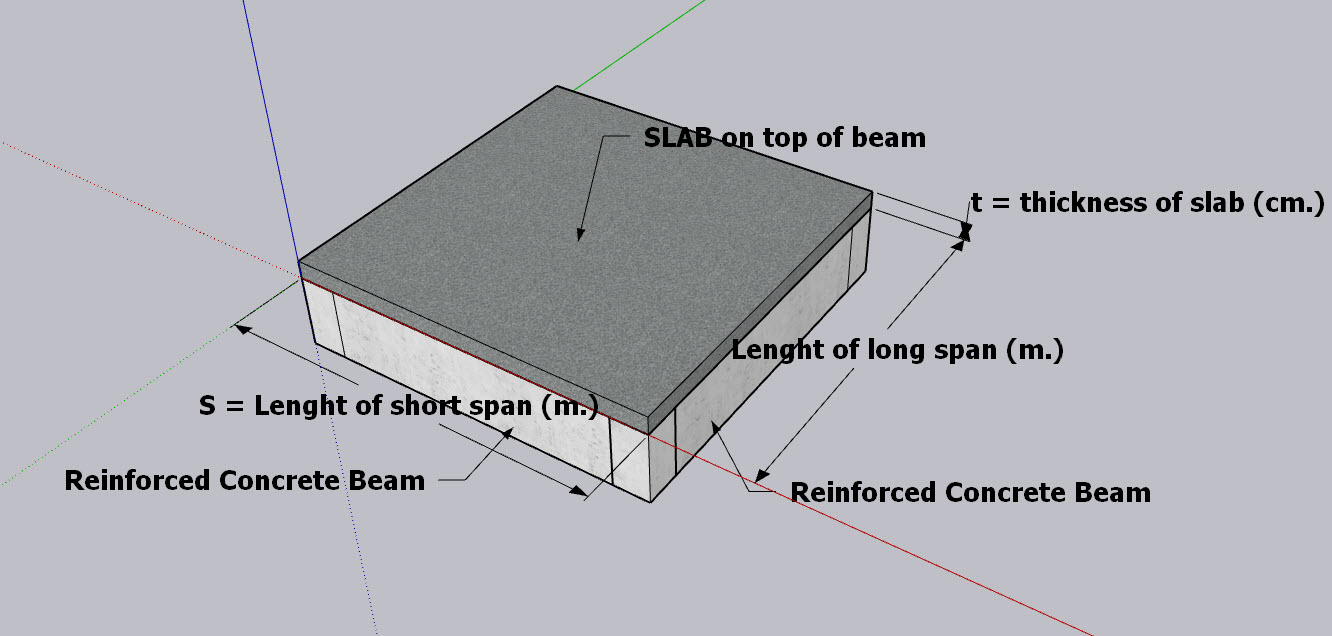 SLAB on top of beam
t = thickness of slab (cm.)
Lenght of long span (m.)
S = Lenght of short span (m.)
Reinforced Concrete Beam
Reinforced Concrete Beam